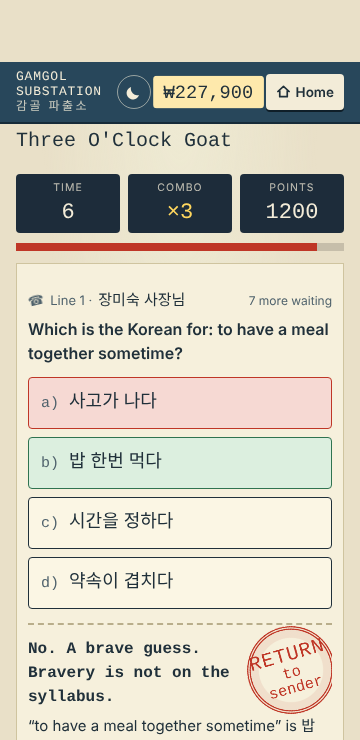 GAMGOL
SUBSTATION
감골 파출소
₩227,900
Home
Three O'Clock Goat
TIME
6
COMBO
×3
POINTS
1200
Line 1 · 장미숙 사장님
7 more waiting
Which is the Korean for: to have a meal
together sometime?
a) 사고가 나다
b) 밥 한번 먹다
c) 시간을 정하다
d) 약속이 겹치다
No. A brave guess.
Bravery is not on the
syllabus.
RETURN
to
sender
“to have a meal together sometime” is 밥